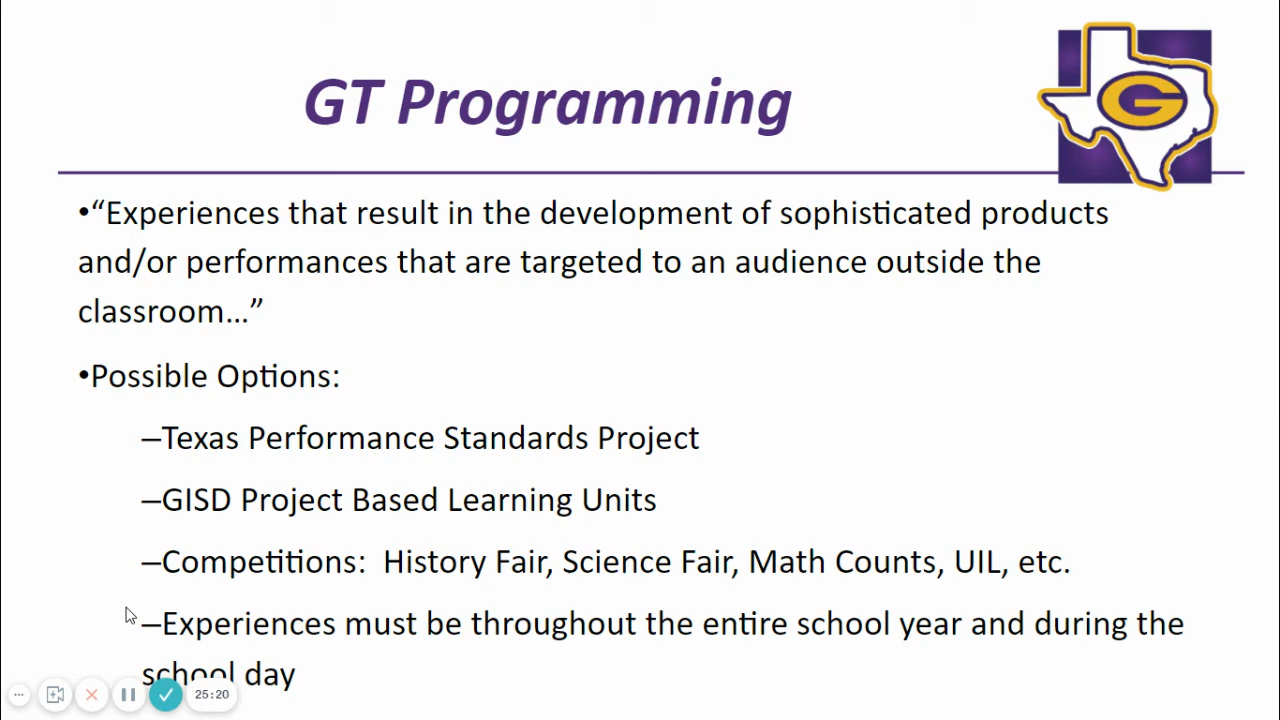 GT Programming
G
•“Experiences that result in the development of sophisticated products
and/or performances that are targeted to an audience outside the
classroom…”
•Possible Options:
–Texas Performance Standards Project
–GISD Project Based Learning Units
–Competitions:  History Fair, Science Fair, Math Counts, UIL, etc.
–Experiences must be throughout the entire school year and during the
school day
25:20